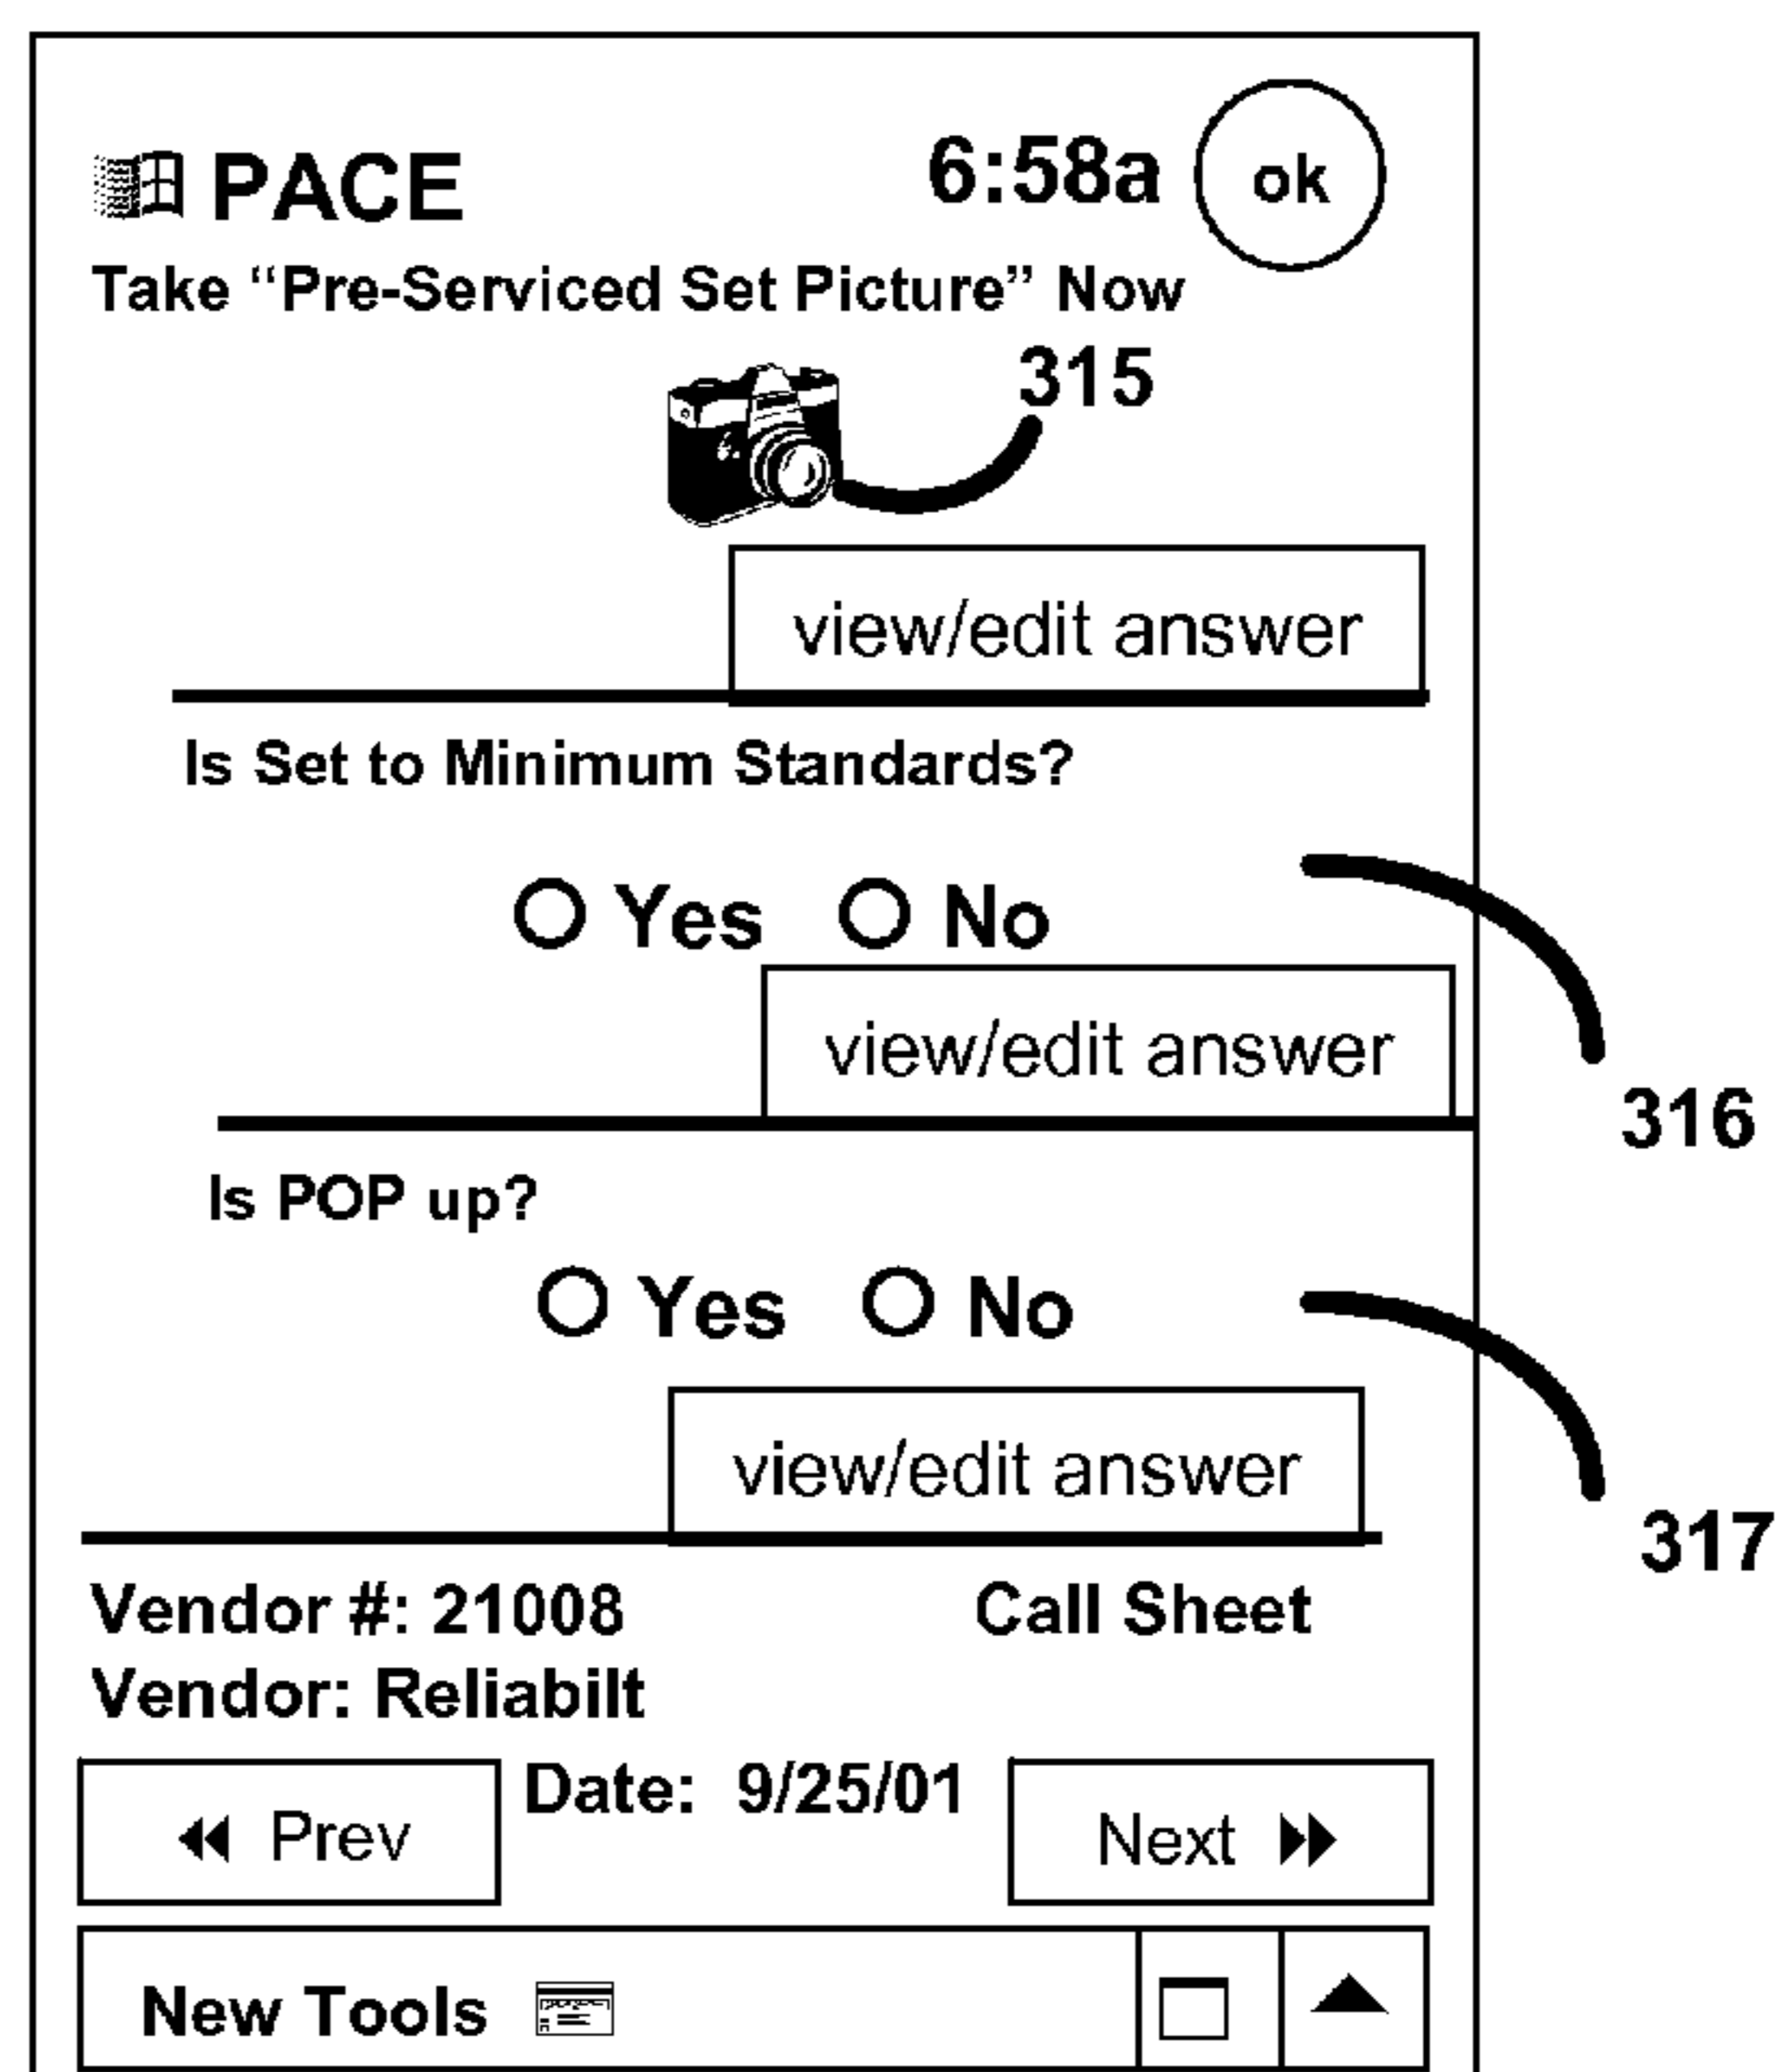 PACE 6:58a ok
Take “Pre-Serviced Set Picture” Now
315
view/edit answer
Is Set to Minimum Standards?
Yes No
view/edit answer
316
Is POP up?
Yes No
view/edit answer
317
Vendor #: 21008 Call Sheet
Vendor: Reliabilt
Prev Date: 9/25/01 Next
New Tools